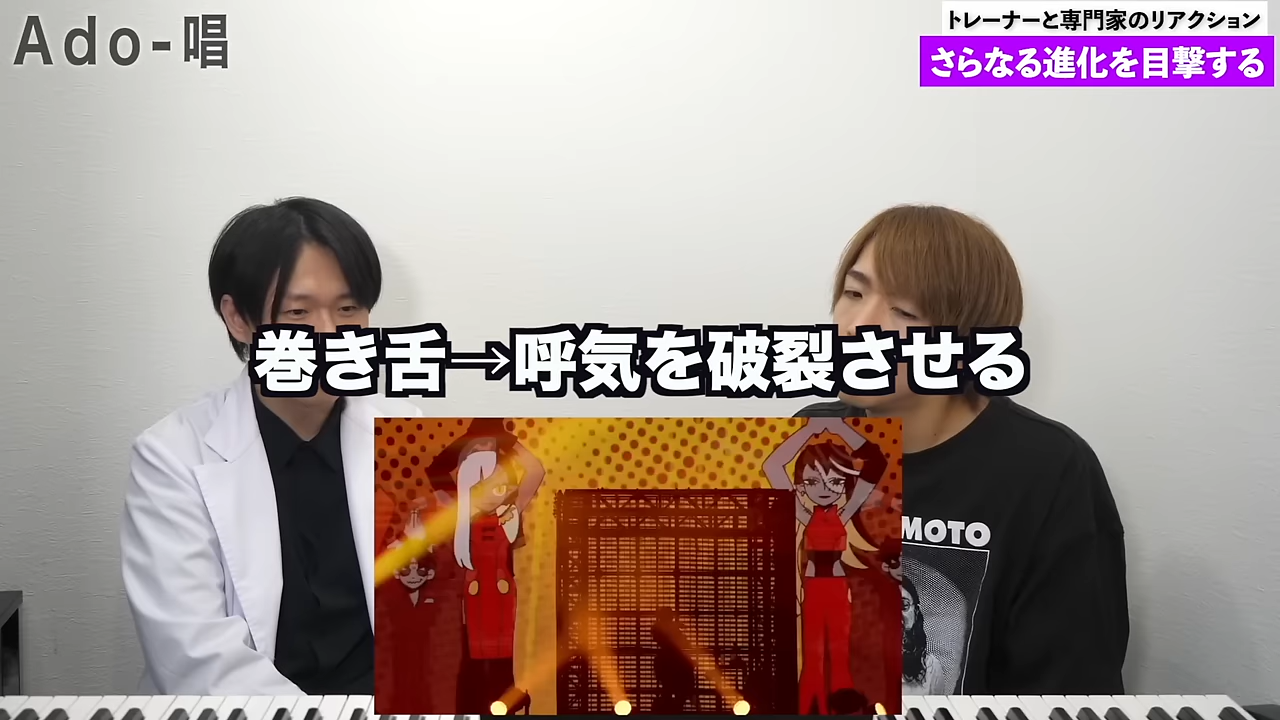 Ado-唱
トレーナーと専門家のリアクション
さらなる進化を目撃する
巻き舌→呼気を破裂させる
MOTO